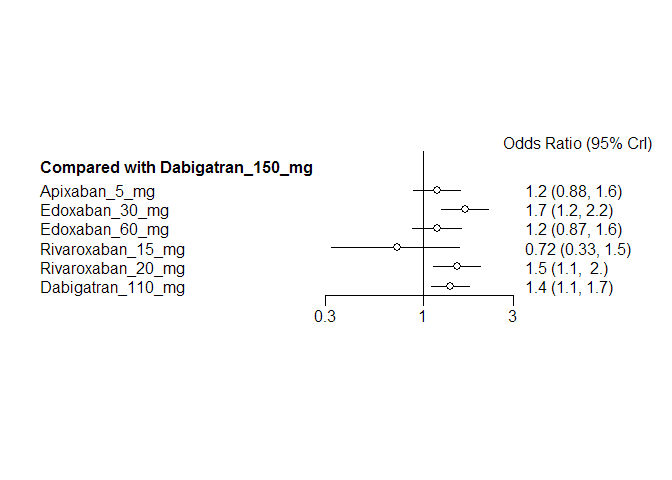 Odds Ratio (95% Crl)
Compared with Dabigatran_150_mg
Apixaban_5_mg 1.2 (0.88, 1.6)
Edoxaban_30_mg 1.7 (1.2, 2.2)
Edoxaban_60_mg 1.2 (0.87, 1.6)
Rivaroxaban_15_mg 0.72 (0.33, 1.5)
Rivaroxaban_20_mg 1.5 (1.1, 2.)
Dabigatran_110_mg 1.4 (1.1, 1.7)
0.3 1 3